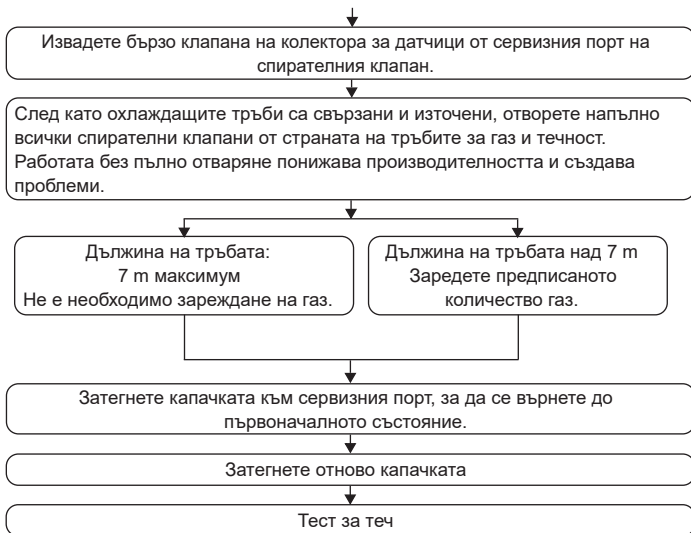 Извадете бързо клапана на колектора за датчици от сервизния порт на
спирателния клапан.
След като охлаждащите тръби са свързани и източени, отворете напълно
всички спирателни клапани от страната на тръбите за газ и течност.
Работата без пълно отваряне понижава производителността и създава
проблеми.
Дължина на тръбата:
7 m максимум
Не е необходимо зареждане на газ.
Дължина на тръбата над 7 m
Заредете предписаното
количество газ.
Затегнете капачката към сервизния порт, за да се върнете до
първоначалното състояние.
Затегнете отново капачката
Тест за теч